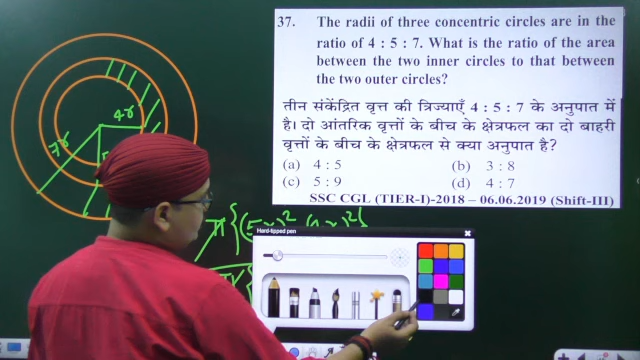 37. The radii of three concentric circles are in the
ratio of 4 : 5 : 7. What is the ratio of the area
between the two inner circles to that between
the two outer circles?
तीन संकेंद्रित वृत्त की त्रिज्याएँ 4 : 5 : 7 के अनुपात में
है। दो आंतरिक वृत्तों के बीच के क्षेत्रफल का दो बाहरी
वृत्तों के बीच के क्षेत्रफल से क्या अनुपात है?
(a) 4 : 5 (b) 3 : 8
(c) 5 : 9 (d) 4 : 7
SSC CGL (TIER-I)-2018 – 06.06.2019 (Shift-III)
4r
7r
5
Hard-tipped pen